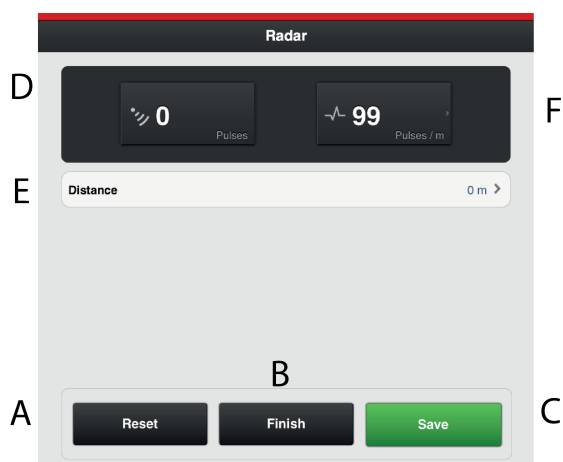 Radar
D
0
Pulses
99
Pulses / m
F
E
Distance
0 m
B
A
Reset
Finish
Save
C